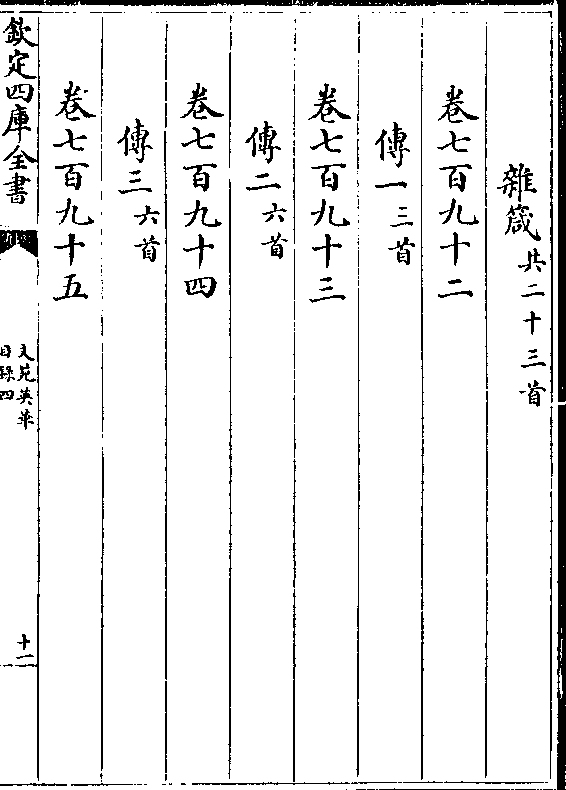 雜箴共二十三首
卷七百九十二
傳一三首
卷七百九十三
傳二六首
卷七百九十四
傳三六首
卷七百九十五
欽定四庫全書
文苑英華
目錄四
十二